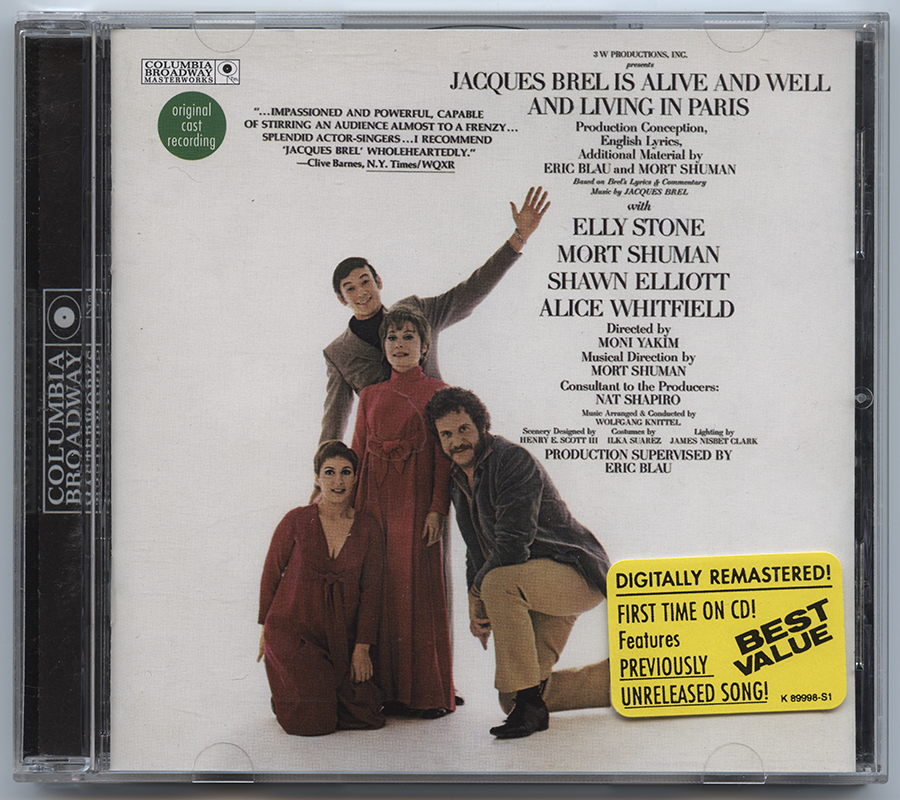 COLUMBIA
BROADWAY
MASTERWORKS
original
cast
recording
"...IMPASSIONED AND POWERFUL, CAPABLE
OF STIRRING AN AUDIENCE ALMOST TO A FRENZY...
SPLENDID ACTOR-SINGERS...I RECOMMEND
'JACQUES BREL' WHOLEHEARTEDLY."
—Clive Barnes, N.Y. Times/WQXR
3 W PRODUCTIONS, INC.
presents
JACQUES BREL IS ALIVE AND WELL
AND LIVING IN PARIS
Production Conception,
English Lyrics,
Additional Material by
ERIC BLAU and MORT SHUMAN
Based on Brel's Lyrics & Commentary
Music by JACQUES BREL
with
ELLY STONE
MORT SHUMAN
SHAWN ELLIOTT
ALICE WHITFIELD
Directed by
MONI YAKIM
Musical Direction by
MORT SHUMAN
Consultant to the Producers:
NAT SHAPIRO
Music Arranged & Conducted by
WOLFGANG KNITTEL
Scenery Designed by Costumes by Lighting by
HENRY E. SCOTT III ILKA SUAREZ JAMES NISBET CLARK
PRODUCTION SUPERVISED BY
ERIC BLAU
COLUMBIA
BROADWAY
MASTERWORKS
DIGITALLY REMASTERED!
FIRST TIME ON CD!
Features
PREVIOUSLY
UNRELEASED SONG!
BEST
VALUE
K 89998-S1